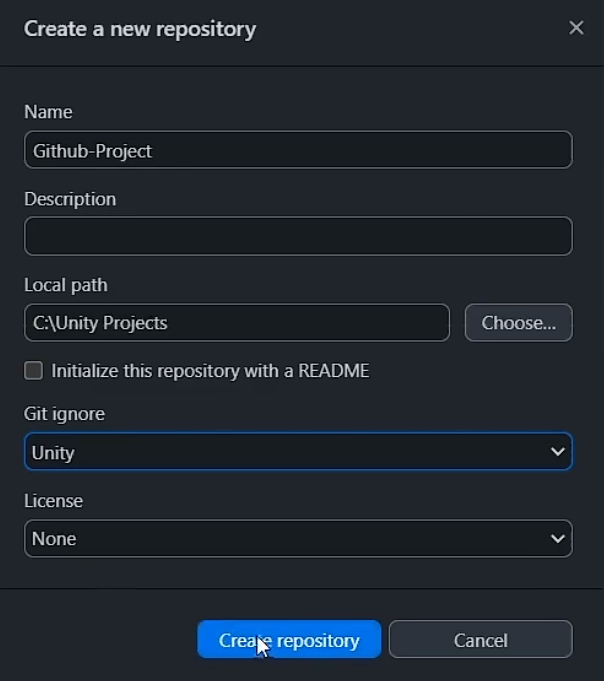 Create a new repository
Name
Github-Project
Description
Local path
C:\Unity Projects
Choose...
Initialize this repository with a README
Git ignore
Unity
License
None
Create repository
Cancel